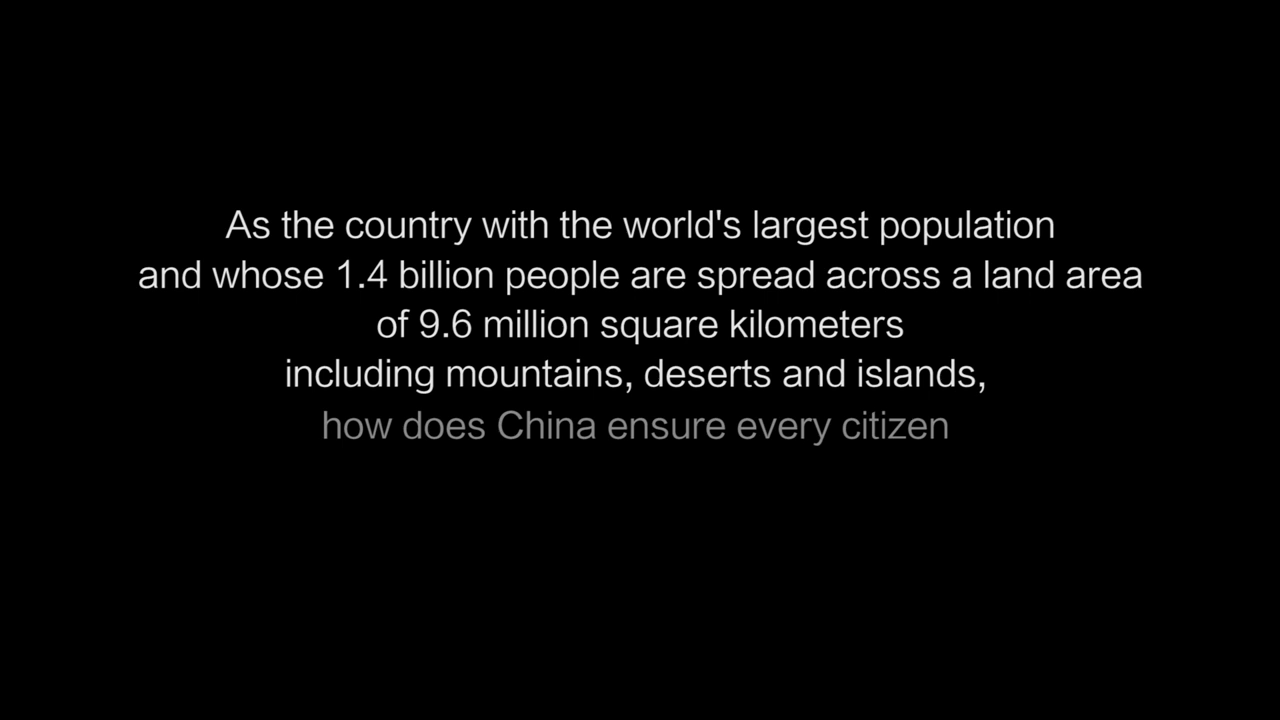 As the country with the world's largest population
and whose 1.4 billion people are spread across a land area
of 9.6 million square kilometers
including mountains, deserts and islands,
how does China ensure every citizen